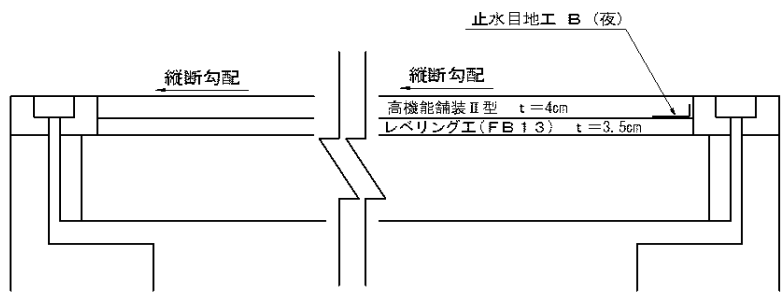 止水目地工 B (夜)
縦断勾配
縦断勾配
高機能舗装Ⅱ型 t=4cm
レベリング工(FB13) t=3.5cm